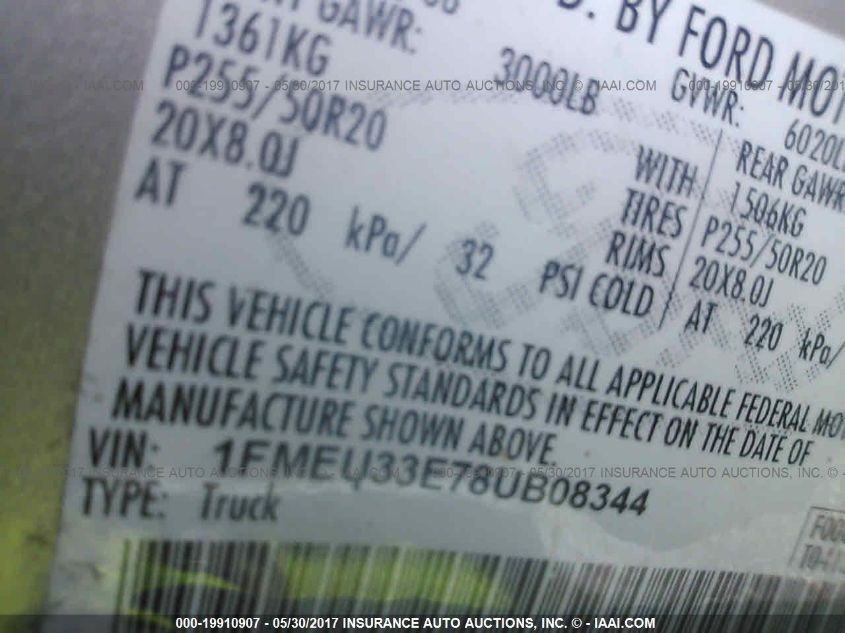 D. BY FORD MOT
GAWR: 3000LB GVWR: 6020L
1361KG WITH REAR GAWR
P255/50R20 TIRES 1506KG
20X8.0J RIMS P255/50R20
AT 220 kPa/ 32 PSI COLD 20X8.0J
AT 220 kPa/
THIS VEHICLE CONFORMS TO ALL APPLICABLE FEDERAL MOT
VEHICLE SAFETY STANDARDS IN EFFECT ON THE DATE OF
MANUFACTURE SHOWN ABOVE.
VIN: 1FMEU33E78UB08344
TYPE: Truck
000-19910907 - 05/30/2017 INSURANCE AUTO AUCTIONS, INC. - © IAAI.COM